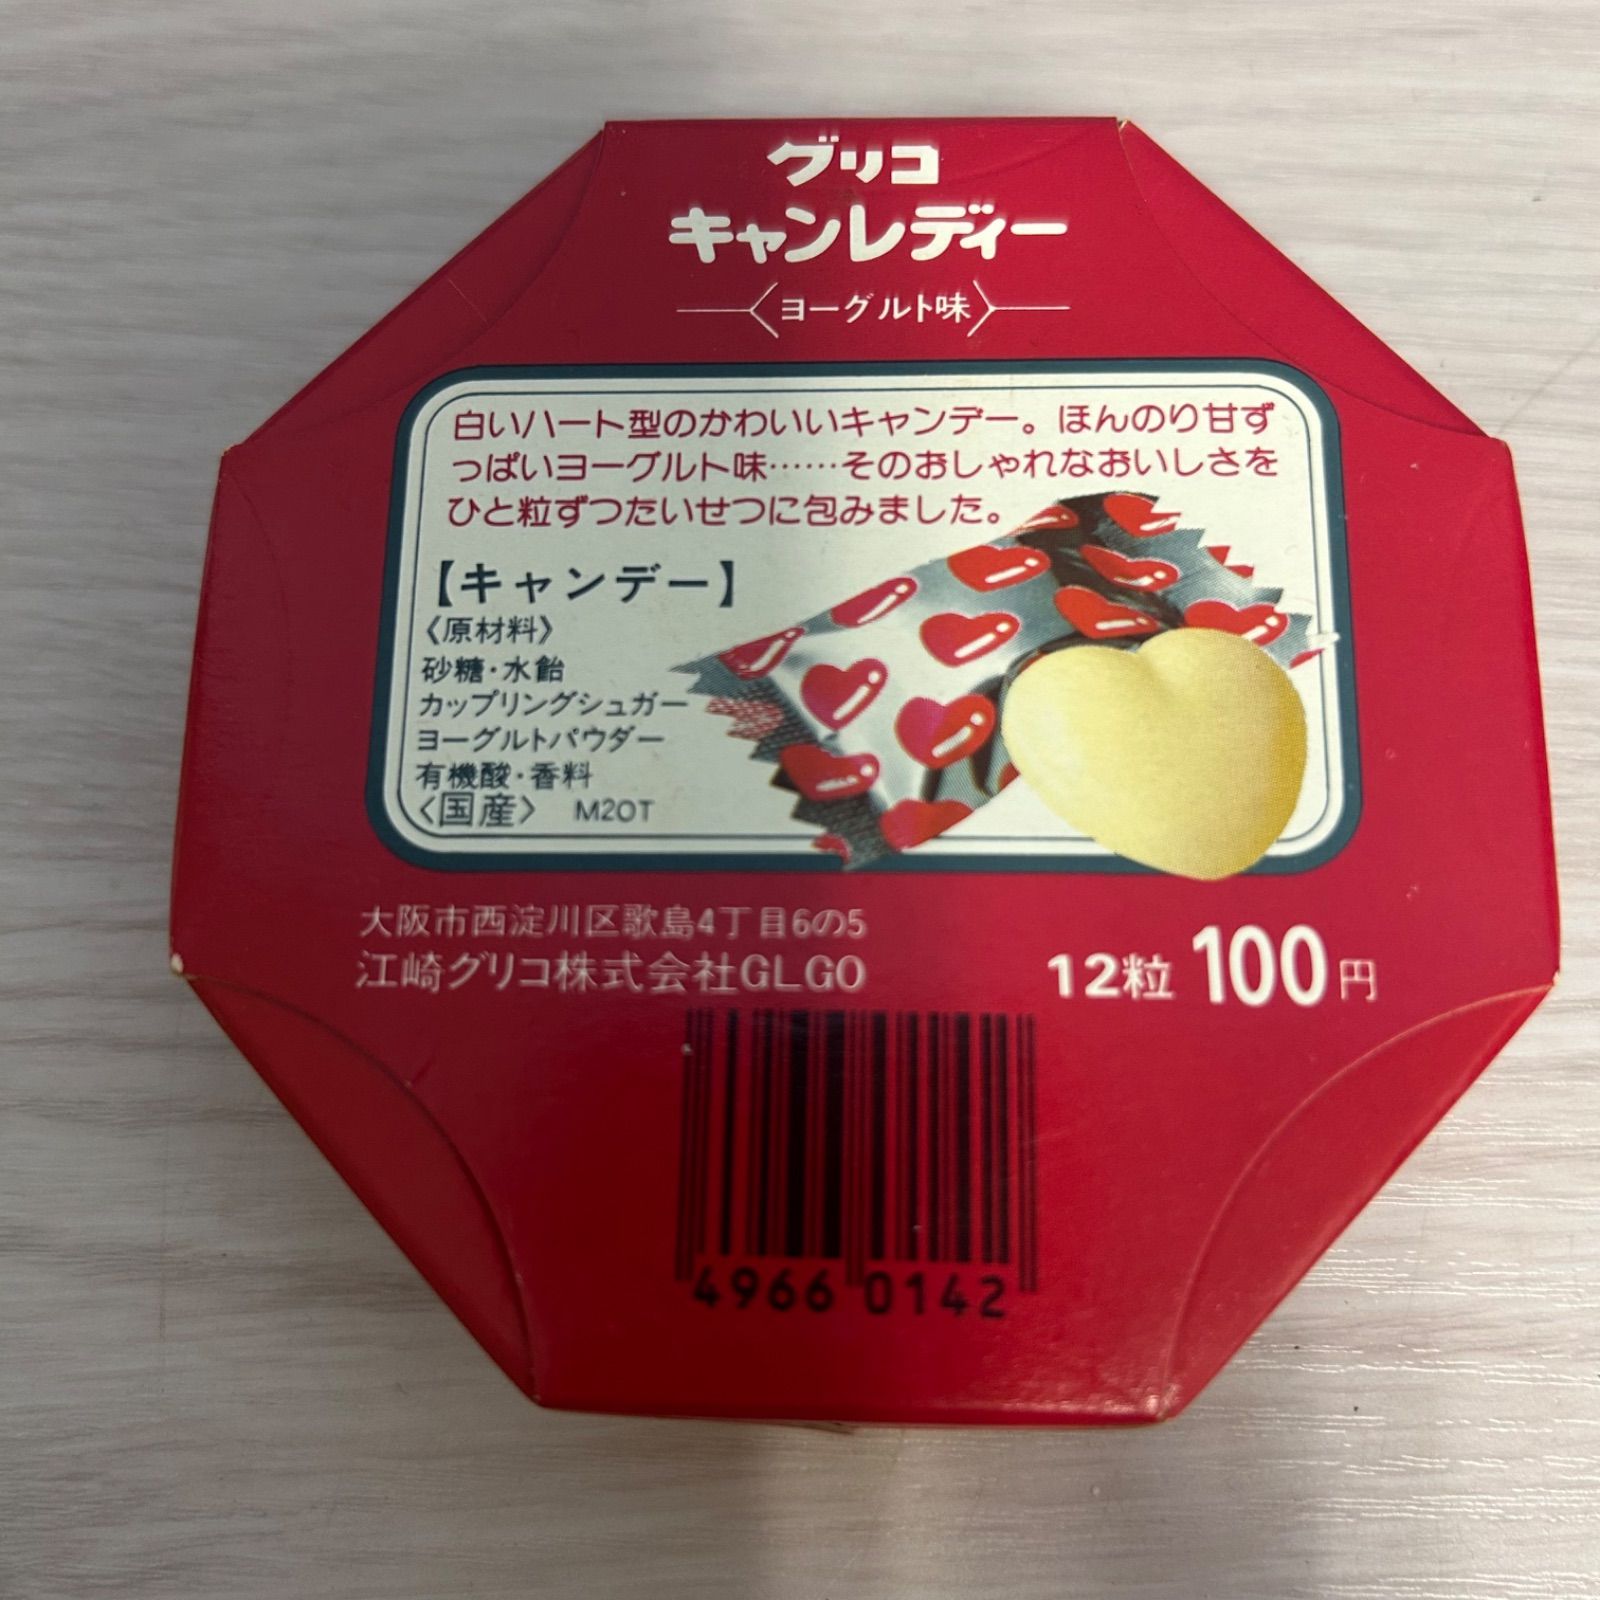 グリコ
キャンレディー
ヨーグルト味
白いハート型のかわいいキャンデー。ほんのり甘ず
っぱいヨーグルト味……そのおしゃれなおいしさを
ひと粒ずつたいせつに包みました。
【キャンデー】
〈原材料〉
砂糖・水飴
カップリングシュガー
ヨーグルトパウダー
有機酸・香料
〈国産〉 M20T
大阪市西淀川区歌島4丁目6の5
江崎グリコ株式会社GLGO
12粒 100円
4966 0142